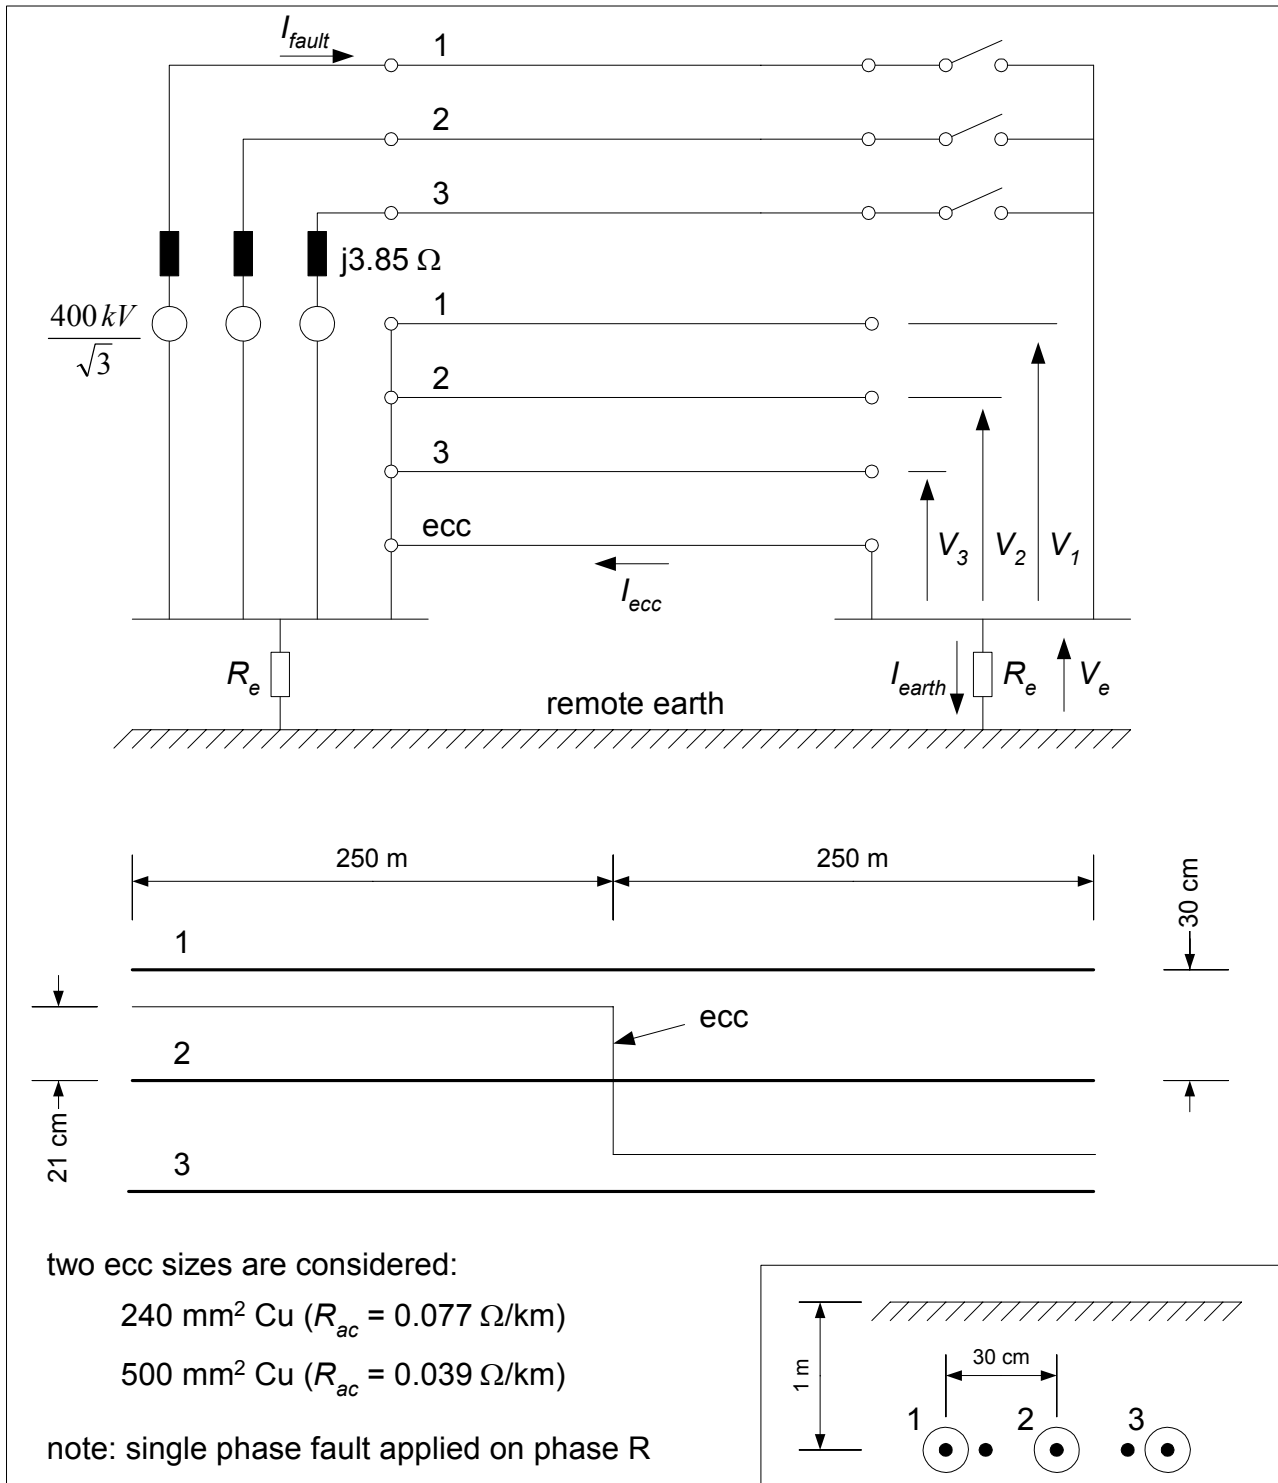 I_fault
1
2
3
j3.85 Ω
400 kV / √3
1
2
3
ecc
I_ecc
V_3
V_2
V_1
R_e
remote earth
I_earth
R_e
V_e
250 m
250 m
30 cm
1
ecc
2
21 cm
3
two ecc sizes are considered:
240 mm² Cu (R_ac = 0.077 Ω/km)
500 mm² Cu (R_ac = 0.039 Ω/km)
note: single phase fault applied on phase R
1 m
30 cm
1
2
3